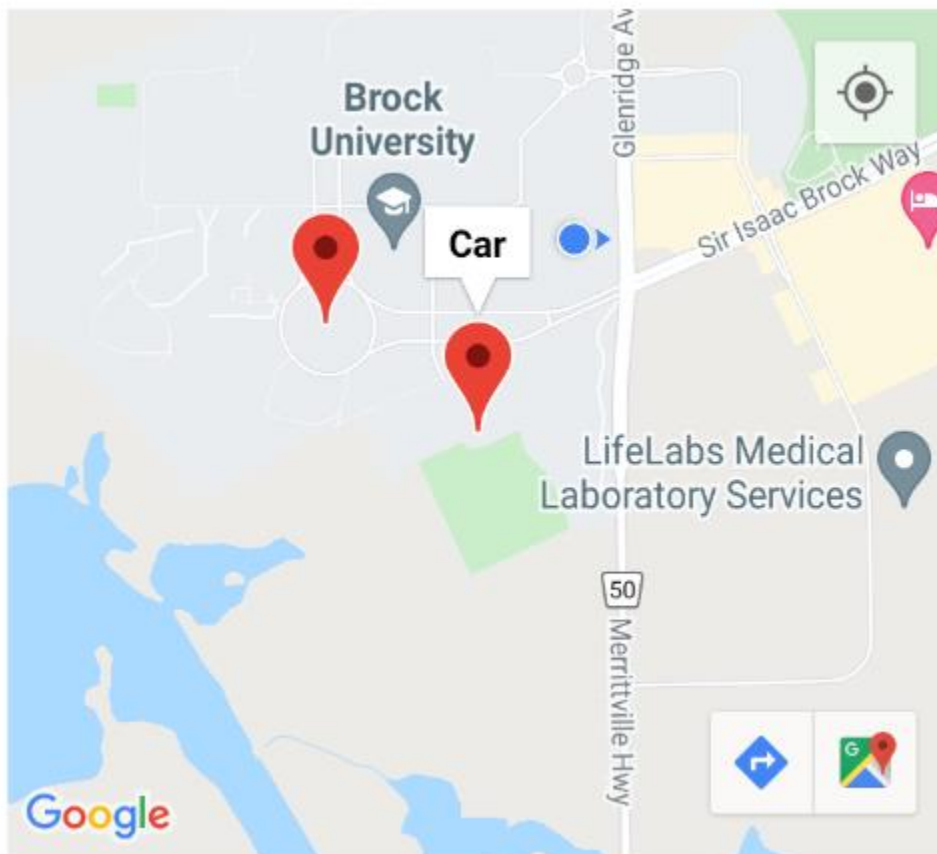 Glenridge Av
Brock
University
Car
Sir Isaac Brock Way
LifeLabs Medical
Laboratory Services
50
Merrittville Hwy
G
Google